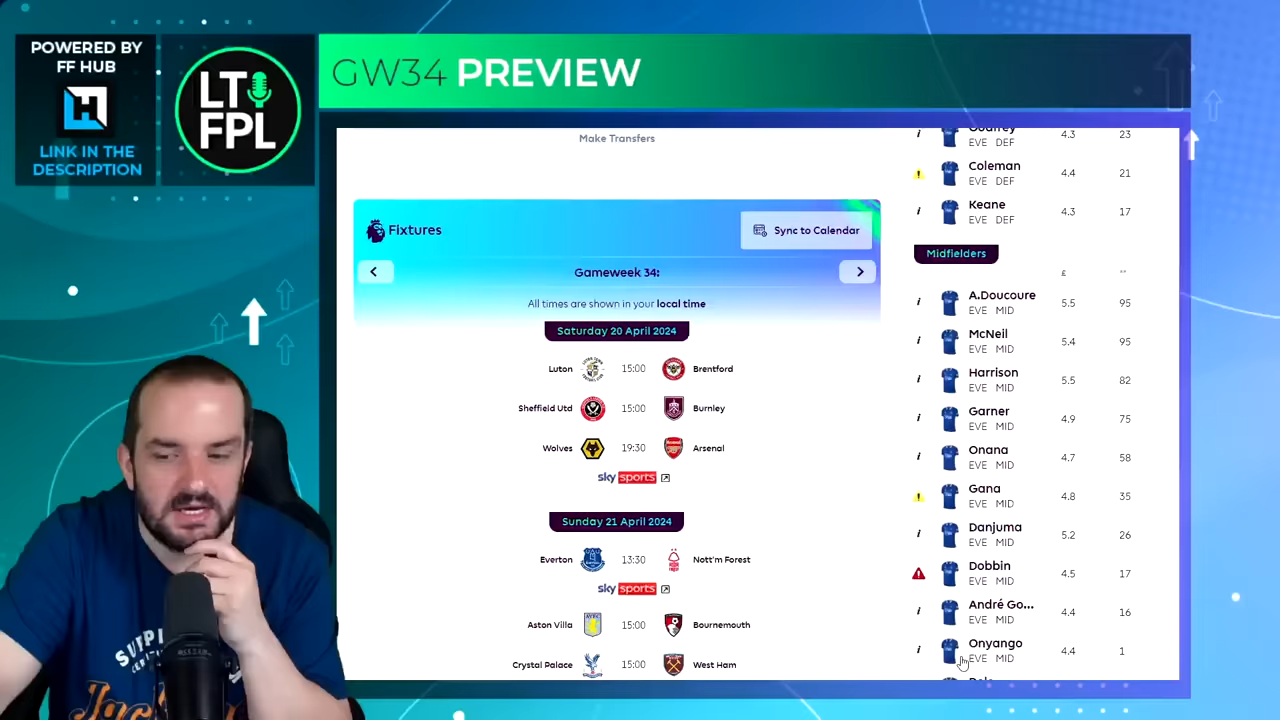 POWERED BY
FF HUB
LINK IN THE
DESCRIPTION
LT
FPL
GW34 PREVIEW
Make Transfers
Fixtures
Sync to Calendar
Gameweek 34:
All times are shown in your local time
Saturday 20 April 2024
Luton 15:00 Brentford
Sheffield Utd 15:00 Burnley
Wolves 19:30 Arsenal
sky sports
Sunday 21 April 2024
Everton 13:30 Nott'm Forest
sky sports
Aston Villa 15:00 Bournemouth
Crystal Palace 15:00 West Ham
Godfrey 4.3 23
EVE DEF
Coleman 4.4 21
EVE DEF
Keane 4.3 17
EVE DEF
Midfielders
£
A.Doucoure 5.5 95
EVE MID
McNeil 5.4 95
EVE MID
Harrison 5.5 82
EVE MID
Garner 4.9 75
EVE MID
Onana 4.7 58
EVE MID
Gana 4.8 35
EVE MID
Danjuma 5.2 26
EVE MID
Dobbin 4.5 17
EVE MID
André Go... 4.4 16
EVE MID
Onyango 4.4 1
EVE MID